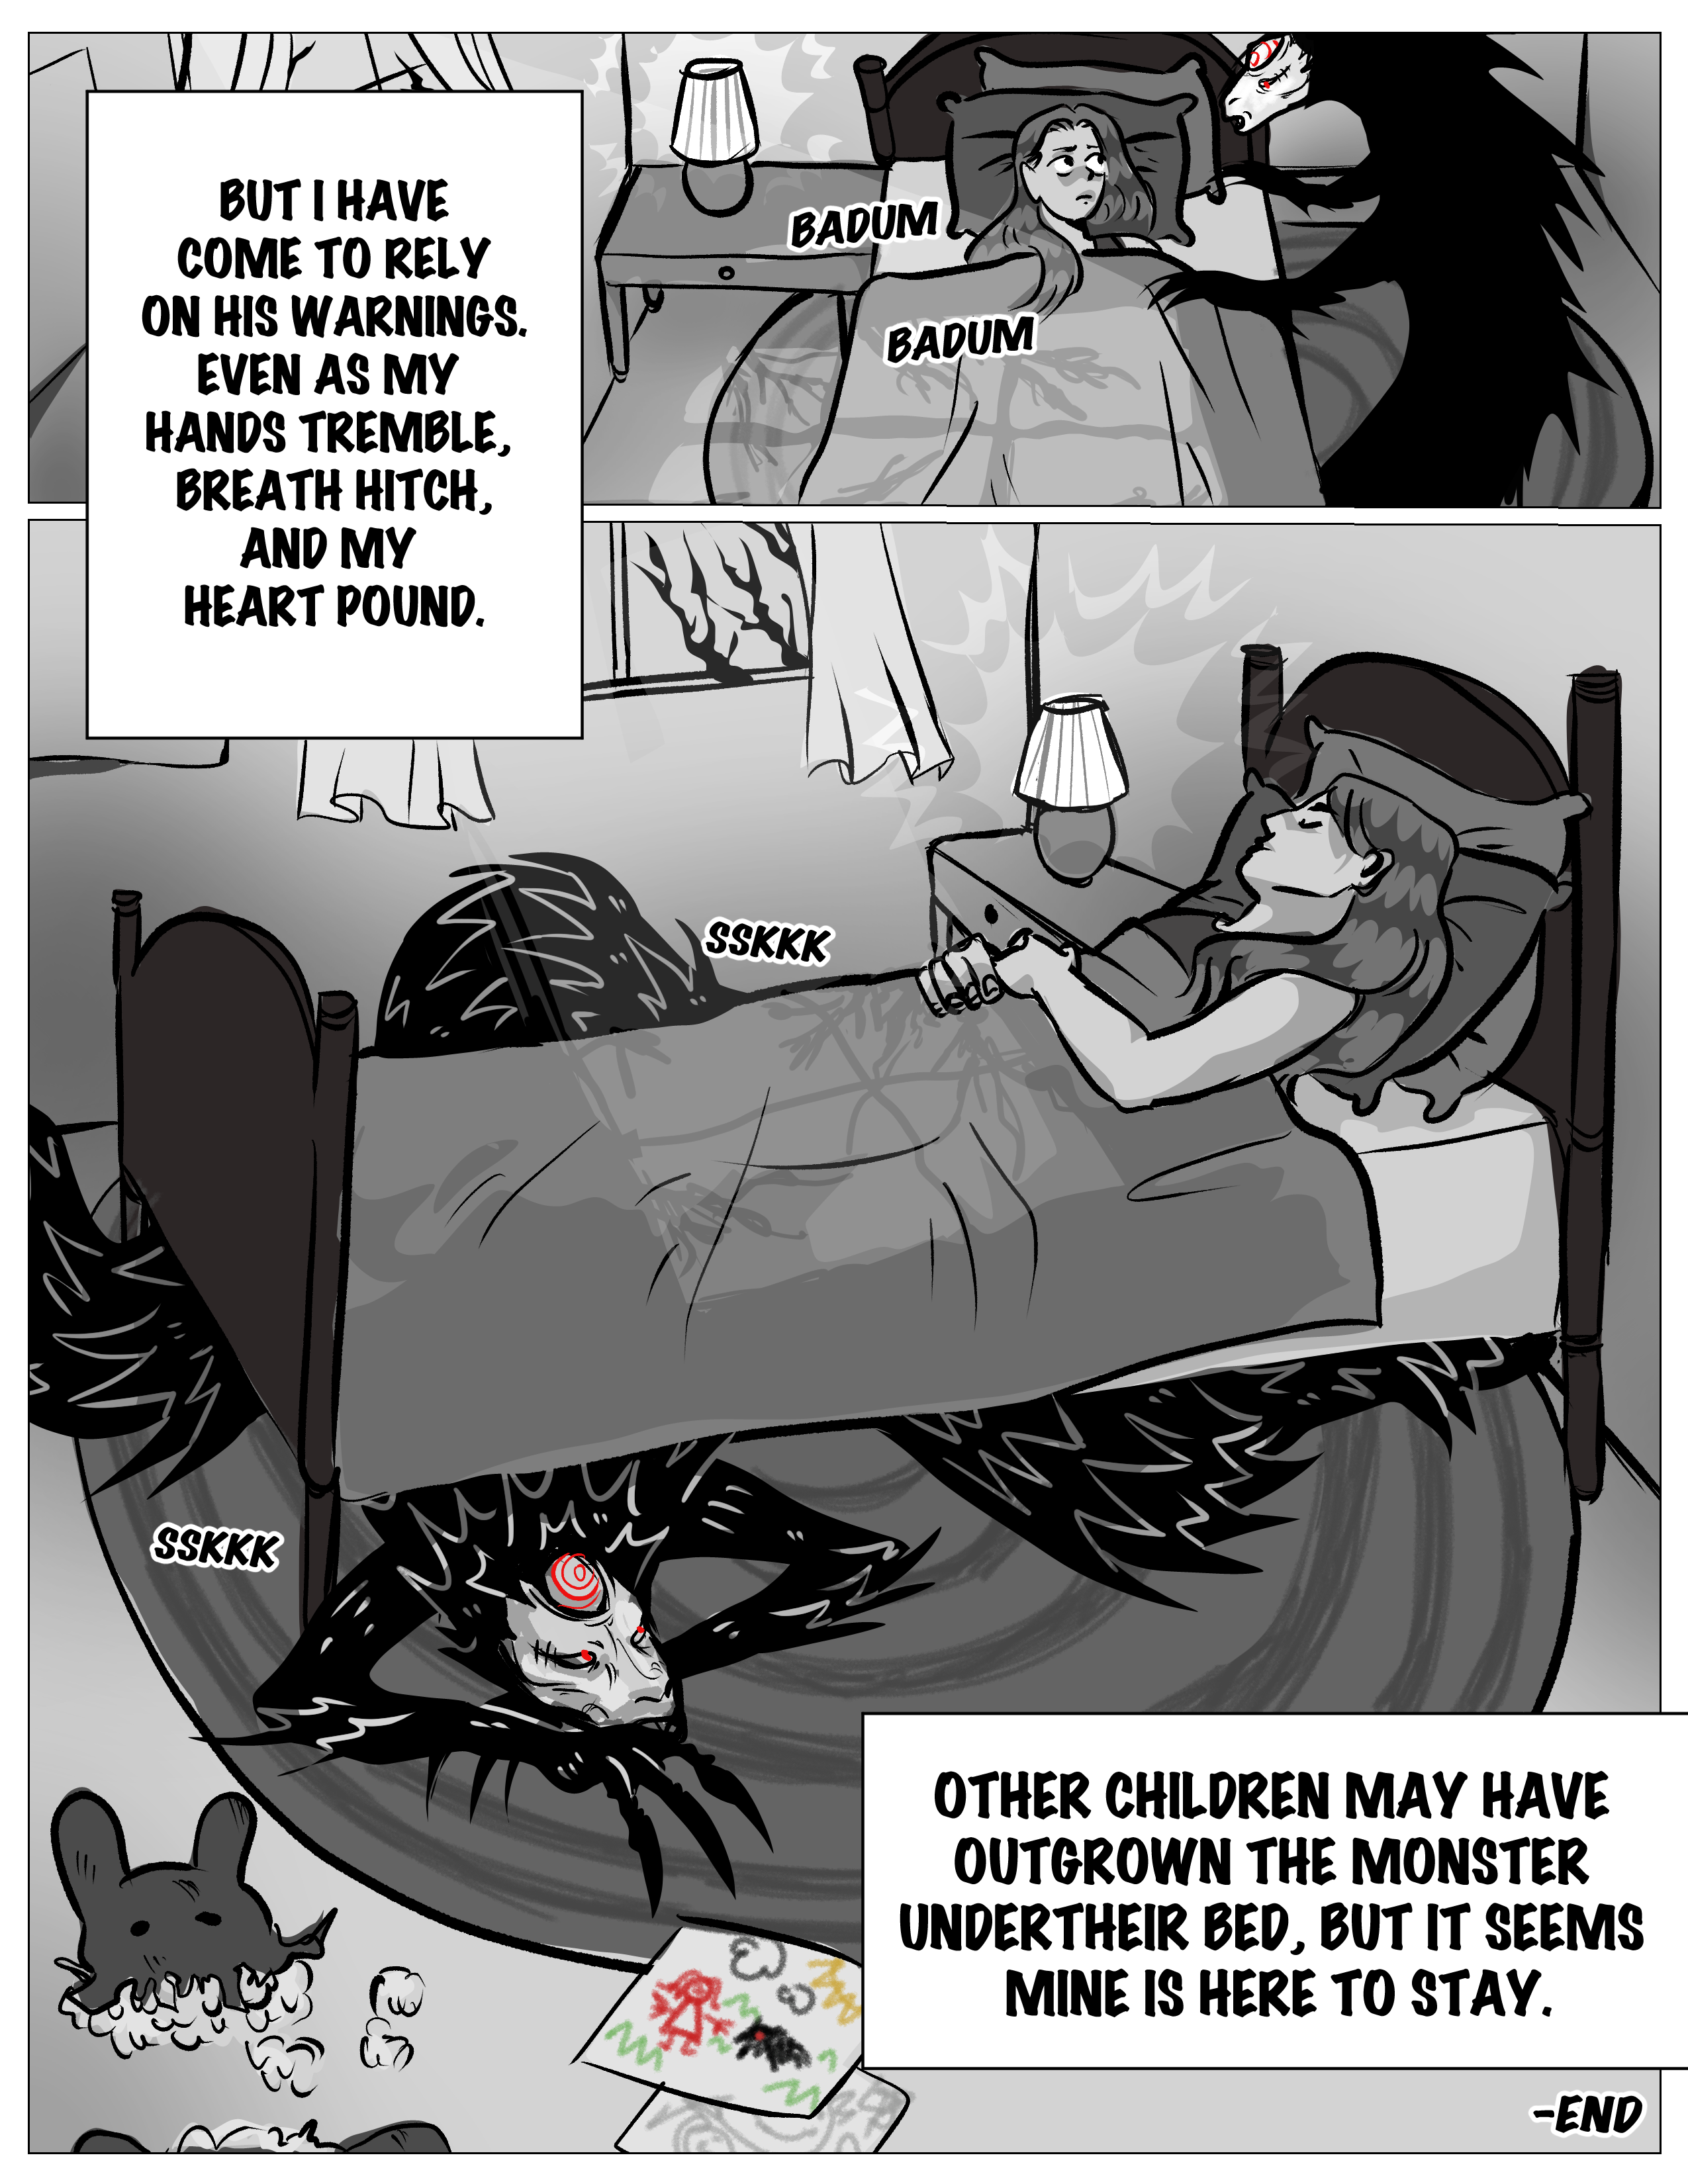 BUT I HAVE
COME TO RELY
ON HIS WARNINGS.
EVEN AS MY
HANDS TREMBLE,
BREATH HITCH,
AND MY
HEART POUND.
BADUM
BADUM
SSKKK
SSKKK
OTHER CHILDREN MAY HAVE
OUTGROWN THE MONSTER
UNDERTHEIR BED, BUT IT SEEMS
MINE IS HERE TO STAY.
-END